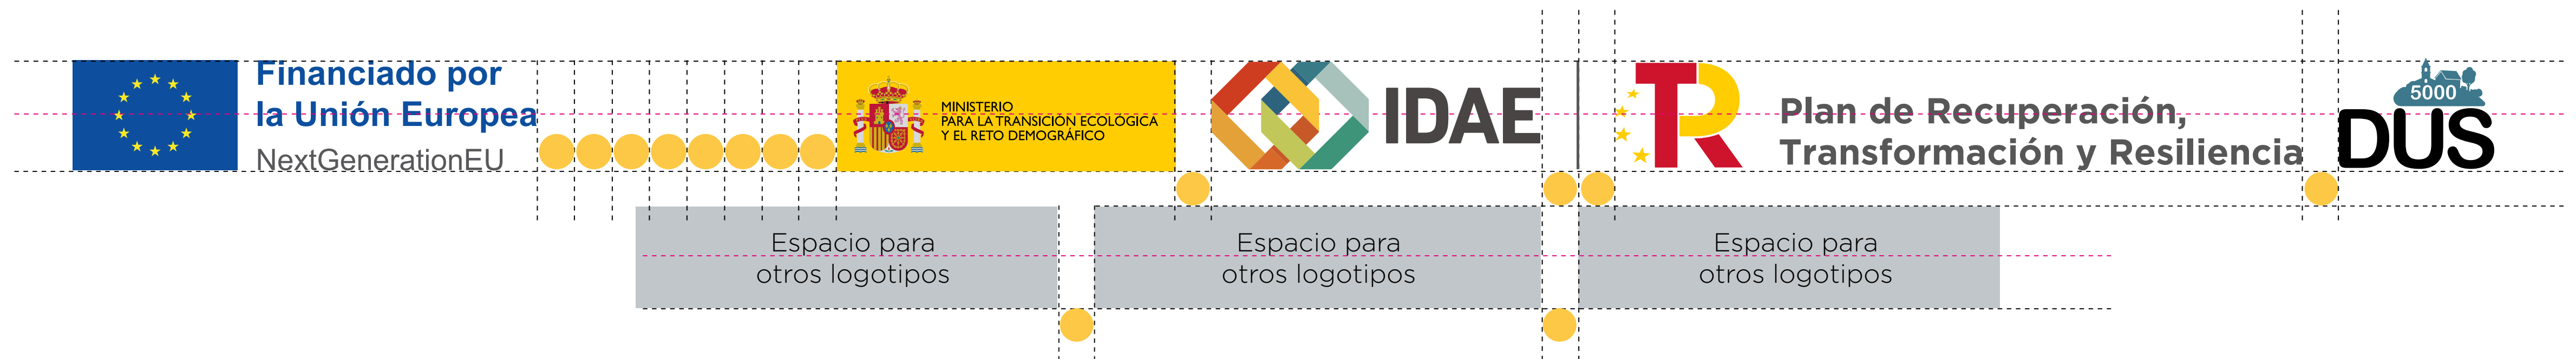 Financiado por
la Unión Europea
NextGenerationEU
MINISTERIO
PARA LA TRANSICIÓN ECOLÓGICA
Y EL RETO DEMOGRÁFICO
IDAE
TR
Plan de Recuperación,
Transformación y Resiliencia
5000
DUS
Espacio para
otros logotipos
Espacio para
otros logotipos
Espacio para
otros logotipos